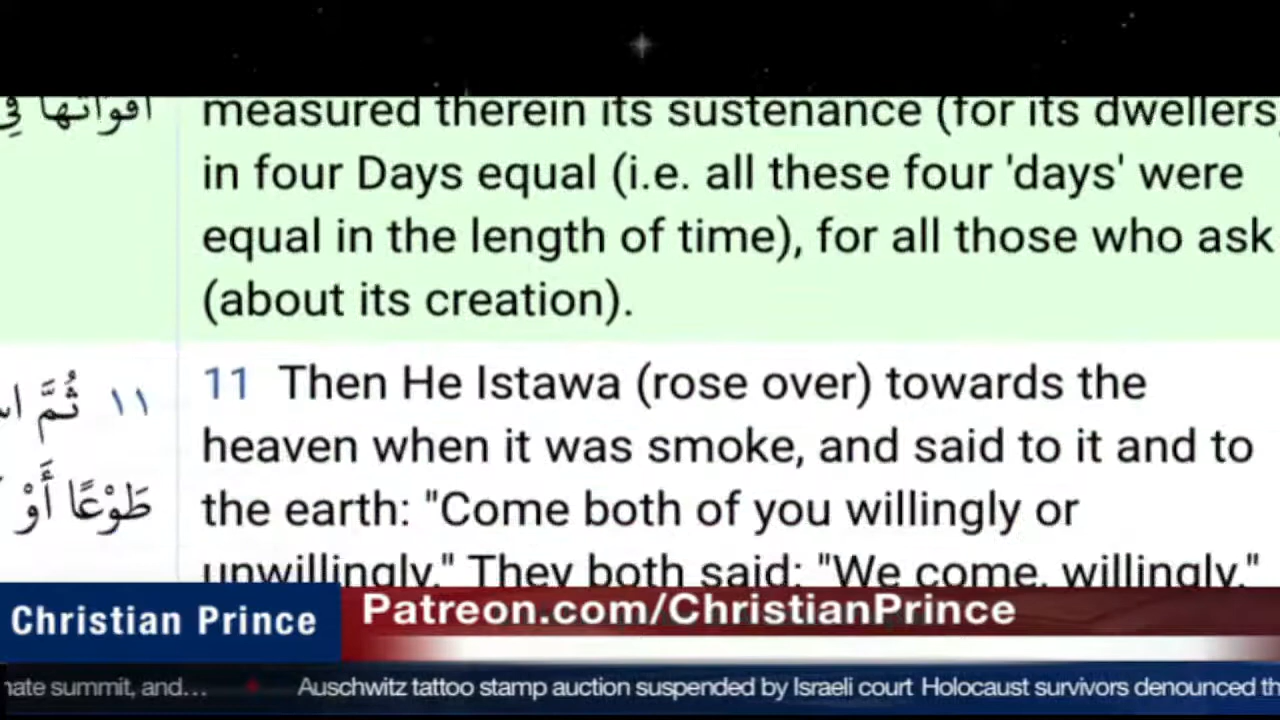 أقواتها فِي
measured therein its sustenance (for its dwellers
in four Days equal (i.e. all these four 'days' were
equal in the length of time), for all those who ask
(about its creation).
١١ ثُمَّ
11 Then He Istawa (rose over) towards the
heaven when it was smoke, and said to it and to
طَوْعًا أَوْ
the earth: "Come both of you willingly or
unwillingly." They both said: "We come, willingly."
Christian Prince
Patreon.com/ChristianPrince
nate summit, and... Auschwitz tattoo stamp auction suspended by Israeli court Holocaust survivors denounced th